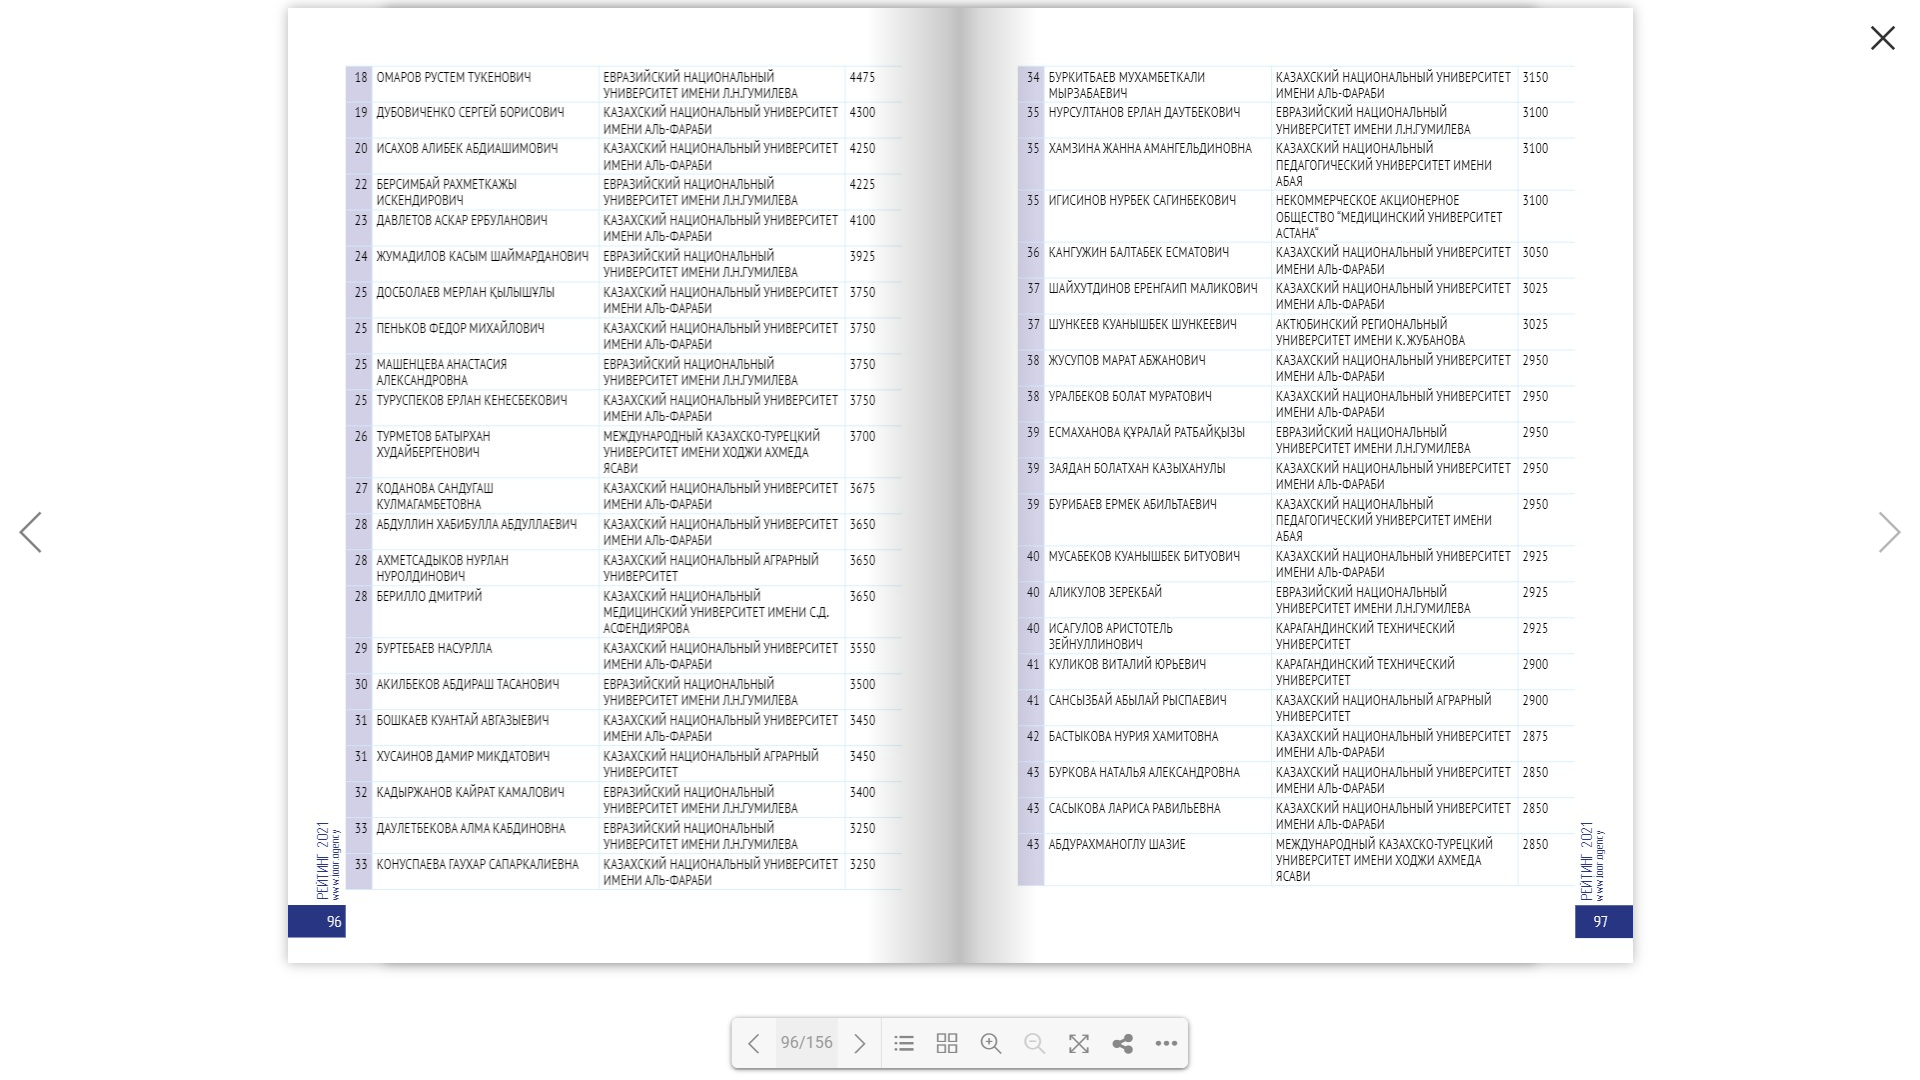 18 ОМАРОВ РУСТЕМ ТУКЕНОВИЧ ЕВРАЗИЙСКИЙ НАЦИОНАЛЬНЫЙ 4475
УНИВЕРСИТЕТ ИМЕНИ Л.Н.ГУМИЛЕВА
19 ДУБОВИЧЕНКО СЕРГЕЙ БОРИСОВИЧ КАЗАХСКИЙ НАЦИОНАЛЬНЫЙ УНИВЕРСИТЕТ 4300
ИМЕНИ АЛЬ-ФАРАБИ
20 ИСАХОВ АЛИБЕК АБДИАШИМОВИЧ КАЗАХСКИЙ НАЦИОНАЛЬНЫЙ УНИВЕРСИТЕТ 4250
ИМЕНИ АЛЬ-ФАРАБИ
22 БЕРСИМБАЙ РАХМЕТКАЖЫ ЕВРАЗИЙСКИЙ НАЦИОНАЛЬНЫЙ 4225
ИСКЕНДИРОВИЧ УНИВЕРСИТЕТ ИМЕНИ Л.Н.ГУМИЛЕВА
23 ДАВЛЕТОВ АСКАР ЕРБУЛАНОВИЧ КАЗАХСКИЙ НАЦИОНАЛЬНЫЙ УНИВЕРСИТЕТ 4100
ИМЕНИ АЛЬ-ФАРАБИ
24 ЖУМАДИЛОВ КАСЫМ ШАЙМАРДАНОВИЧ ЕВРАЗИЙСКИЙ НАЦИОНАЛЬНЫЙ 3925
УНИВЕРСИТЕТ ИМЕНИ Л.Н.ГУМИЛЕВА
25 ДОСБОЛАЕВ МЕРЛАН ҚЫЛЫШҰЛЫ КАЗАХСКИЙ НАЦИОНАЛЬНЫЙ УНИВЕРСИТЕТ 3750
ИМЕНИ АЛЬ-ФАРАБИ
25 ПЕНЬКОВ ФЕДОР МИХАЙЛОВИЧ КАЗАХСКИЙ НАЦИОНАЛЬНЫЙ УНИВЕРСИТЕТ 3750
ИМЕНИ АЛЬ-ФАРАБИ
25 МАШЕНЦЕВА АНАСТАСИЯ ЕВРАЗИЙСКИЙ НАЦИОНАЛЬНЫЙ 3750
АЛЕКСАНДРОВНА УНИВЕРСИТЕТ ИМЕНИ Л.Н.ГУМИЛЕВА
25 ТУРУСПЕКОВ ЕРЛАН КЕНЕСБЕКОВИЧ КАЗАХСКИЙ НАЦИОНАЛЬНЫЙ УНИВЕРСИТЕТ 3750
ИМЕНИ АЛЬ-ФАРАБИ
26 ТУРМЕТОВ БАТЫРХАН МЕЖДУНАРОДНЫЙ КАЗАХСКО-ТУРЕЦКИЙ 3700
ХУДАЙБЕРГЕНОВИЧ УНИВЕРСИТЕТ ИМЕНИ ХОДЖИ АХМЕДА
ЯСАВИ
27 КОДАНОВА САНДУГАШ КАЗАХСКИЙ НАЦИОНАЛЬНЫЙ УНИВЕРСИТЕТ 3675
КУЛМАГАМБЕТОВНА ИМЕНИ АЛЬ-ФАРАБИ
28 АБДУЛЛИН ХАБИБУЛЛА АБДУЛЛАЕВИЧ КАЗАХСКИЙ НАЦИОНАЛЬНЫЙ УНИВЕРСИТЕТ 3650
ИМЕНИ АЛЬ-ФАРАБИ
28 АХМЕТСАДЫКОВ НУРЛАН КАЗАХСКИЙ НАЦИОНАЛЬНЫЙ АГРАРНЫЙ 3650
НУРОЛДИНОВИЧ УНИВЕРСИТЕТ
28 БЕРИЛЛО ДМИТРИЙ КАЗАХСКИЙ НАЦИОНАЛЬНЫЙ 3650
МЕДИЦИНСКИЙ УНИВЕРСИТЕТ ИМЕНИ С.Д.
АСФЕНДИЯРОВА
29 БУРТЕБАЕВ НАСУРЛЛА КАЗАХСКИЙ НАЦИОНАЛЬНЫЙ УНИВЕРСИТЕТ 3550
ИМЕНИ АЛЬ-ФАРАБИ
30 АКИЛБЕКОВ АБДИРАШ ТАСАНОВИЧ ЕВРАЗИЙСКИЙ НАЦИОНАЛЬНЫЙ 3500
УНИВЕРСИТЕТ ИМЕНИ Л.Н.ГУМИЛЕВА
31 БОШКАЕВ КУАНТАЙ АВГАЗЫЕВИЧ КАЗАХСКИЙ НАЦИОНАЛЬНЫЙ УНИВЕРСИТЕТ 3450
ИМЕНИ АЛЬ-ФАРАБИ
31 ХУСАИНОВ ДАМИР МИКДАТОВИЧ КАЗАХСКИЙ НАЦИОНАЛЬНЫЙ АГРАРНЫЙ 3450
УНИВЕРСИТЕТ
32 КАДЫРЖАНОВ КАЙРАТ КАМАЛОВИЧ ЕВРАЗИЙСКИЙ НАЦИОНАЛЬНЫЙ 3400
УНИВЕРСИТЕТ ИМЕНИ Л.Н.ГУМИЛЕВА
33 ДАУЛЕТБЕКОВА АЛМА КАБДИНОВНА ЕВРАЗИЙСКИЙ НАЦИОНАЛЬНЫЙ 3250
УНИВЕРСИТЕТ ИМЕНИ Л.Н.ГУМИЛЕВА
33 КОНУСПАЕВА ГАУХАР САПАРКАЛИЕВНА КАЗАХСКИЙ НАЦИОНАЛЬНЫЙ УНИВЕРСИТЕТ 3250
ИМЕНИ АЛЬ-ФАРАБИ
РЕЙТИНГ 2021
www.iaar.agency
96
34 БУРКИТБАЕВ МУХАМБЕТКАЛИ КАЗАХСКИЙ НАЦИОНАЛЬНЫЙ УНИВЕРСИТЕТ 3150
МЫРЗАБАЕВИЧ ИМЕНИ АЛЬ-ФАРАБИ
35 НУРСУЛТАНОВ ЕРЛАН ДАУТБЕКОВИЧ ЕВРАЗИЙСКИЙ НАЦИОНАЛЬНЫЙ 3100
УНИВЕРСИТЕТ ИМЕНИ Л.Н.ГУМИЛЕВА
35 ХАМЗИНА ЖАННА АМАНГЕЛЬДИНОВНА КАЗАХСКИЙ НАЦИОНАЛЬНЫЙ 3100
ПЕДАГОГИЧЕСКИЙ УНИВЕРСИТЕТ ИМЕНИ
АБАЯ
35 ИГИСИНОВ НУРБЕК САГИНБЕКОВИЧ НЕКОММЕРЧЕСКОЕ АКЦИОНЕРНОЕ 3100
ОБЩЕСТВО “МЕДИЦИНСКИЙ УНИВЕРСИТЕТ
АСТАНА“
36 КАНГУЖИН БАЛТАБЕК ЕСМАТОВИЧ КАЗАХСКИЙ НАЦИОНАЛЬНЫЙ УНИВЕРСИТЕТ 3050
ИМЕНИ АЛЬ-ФАРАБИ
37 ШАЙХУТДИНОВ ЕРЕНГАИП МАЛИКОВИЧ КАЗАХСКИЙ НАЦИОНАЛЬНЫЙ УНИВЕРСИТЕТ 3025
ИМЕНИ АЛЬ-ФАРАБИ
37 ШУНКЕЕВ КУАНЫШБЕК ШУНКЕЕВИЧ АКТЮБИНСКИЙ РЕГИОНАЛЬНЫЙ 3025
УНИВЕРСИТЕТ ИМЕНИ К. ЖУБАНОВА
38 ЖУСУПОВ МАРАТ АБЖАНОВИЧ КАЗАХСКИЙ НАЦИОНАЛЬНЫЙ УНИВЕРСИТЕТ 2950
ИМЕНИ АЛЬ-ФАРАБИ
38 УРАЛБЕКОВ БОЛАТ МУРАТОВИЧ КАЗАХСКИЙ НАЦИОНАЛЬНЫЙ УНИВЕРСИТЕТ 2950
ИМЕНИ АЛЬ-ФАРАБИ
39 ЕСМАХАНОВА ҚҰРАЛАЙ РАТБАЙҚЫЗЫ ЕВРАЗИЙСКИЙ НАЦИОНАЛЬНЫЙ 2950
УНИВЕРСИТЕТ ИМЕНИ Л.Н.ГУМИЛЕВА
39 ЗАЯДАН БОЛАТХАН КАЗЫХАНУЛЫ КАЗАХСКИЙ НАЦИОНАЛЬНЫЙ УНИВЕРСИТЕТ 2950
ИМЕНИ АЛЬ-ФАРАБИ
39 БУРИБАЕВ ЕРМЕК АБИЛЬТАЕВИЧ КАЗАХСКИЙ НАЦИОНАЛЬНЫЙ 2950
ПЕДАГОГИЧЕСКИЙ УНИВЕРСИТЕТ ИМЕНИ
АБАЯ
40 МУСАБЕКОВ КУАНЫШБЕК БИТУОВИЧ КАЗАХСКИЙ НАЦИОНАЛЬНЫЙ УНИВЕРСИТЕТ 2925
ИМЕНИ АЛЬ-ФАРАБИ
40 АЛИКУЛОВ ЗЕРЕКБАЙ ЕВРАЗИЙСКИЙ НАЦИОНАЛЬНЫЙ 2925
УНИВЕРСИТЕТ ИМЕНИ Л.Н.ГУМИЛЕВА
40 ИСАГУЛОВ АРИСТОТЕЛЬ КАРАГАНДИНСКИЙ ТЕХНИЧЕСКИЙ 2925
ЗЕЙНУЛЛИНОВИЧ УНИВЕРСИТЕТ
41 КУЛИКОВ ВИТАЛИЙ ЮРЬЕВИЧ КАРАГАНДИНСКИЙ ТЕХНИЧЕСКИЙ 2900
УНИВЕРСИТЕТ
41 САНСЫЗБАЙ АБЫЛАЙ РЫСПАЕВИЧ КАЗАХСКИЙ НАЦИОНАЛЬНЫЙ АГРАРНЫЙ 2900
УНИВЕРСИТЕТ
42 БАСТЫКОВА НУРИЯ ХАМИТОВНА КАЗАХСКИЙ НАЦИОНАЛЬНЫЙ УНИВЕРСИТЕТ 2875
ИМЕНИ АЛЬ-ФАРАБИ
43 БУРКОВА НАТАЛЬЯ АЛЕКСАНДРОВНА КАЗАХСКИЙ НАЦИОНАЛЬНЫЙ УНИВЕРСИТЕТ 2850
ИМЕНИ АЛЬ-ФАРАБИ
43 САСЫКОВА ЛАРИСА РАВИЛЬЕВНА КАЗАХСКИЙ НАЦИОНАЛЬНЫЙ УНИВЕРСИТЕТ 2850
ИМЕНИ АЛЬ-ФАРАБИ
43 АБДУРАХМАНОГЛУ ШАЗИЕ МЕЖДУНАРОДНЫЙ КАЗАХСКО-ТУРЕЦКИЙ 2850
УНИВЕРСИТЕТ ИМЕНИ ХОДЖИ АХМЕДА
ЯСАВИ
РЕЙТИНГ 2021
www.iaar.agency
97
96/156